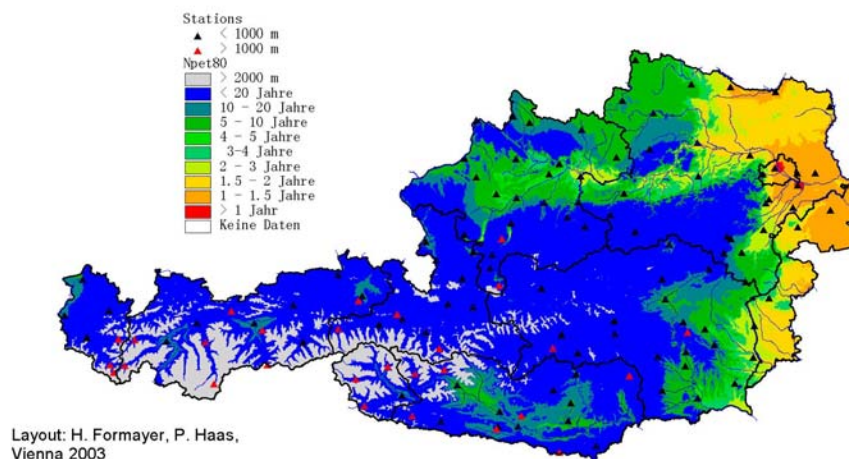 Stations
< 1000 m
> 1000 m
Npet80
> 2000 m
< 20 Jahre
10 - 20 Jahre
5 - 10 Jahre
4 - 5 Jahre
3-4 Jahre
2 - 3 Jahre
1.5 - 2 Jahre
1 - 1.5 Jahre
> 1 Jahr
Keine Daten
Layout: H. Formayer, P. Haas,
Vienna 2003